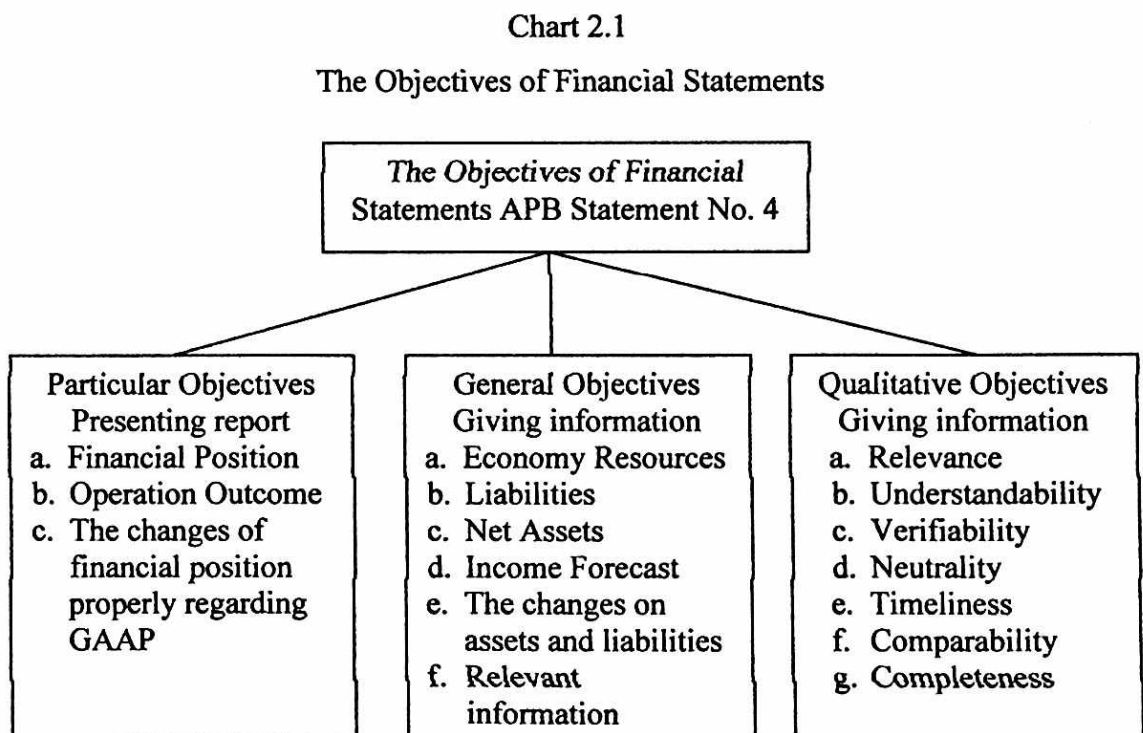 Chart 2.1
The Objectives of Financial Statements
The Objectives of Financial
Statements APB Statement No. 4
Particular Objectives
Presenting report
a. Financial Position
b. Operation Outcome
c. The changes of
financial position
properly regarding
GAAP
General Objectives
Giving information
a. Economy Resources
b. Liabilities
c. Net Assets
d. Income Forecast
e. The changes on
assets and liabilities
f. Relevant
information
Qualitative Objectives
Giving information
a. Relevance
b. Understandability
c. Verifiability
d. Neutrality
e. Timeliness
f. Comparability
g. Completeness